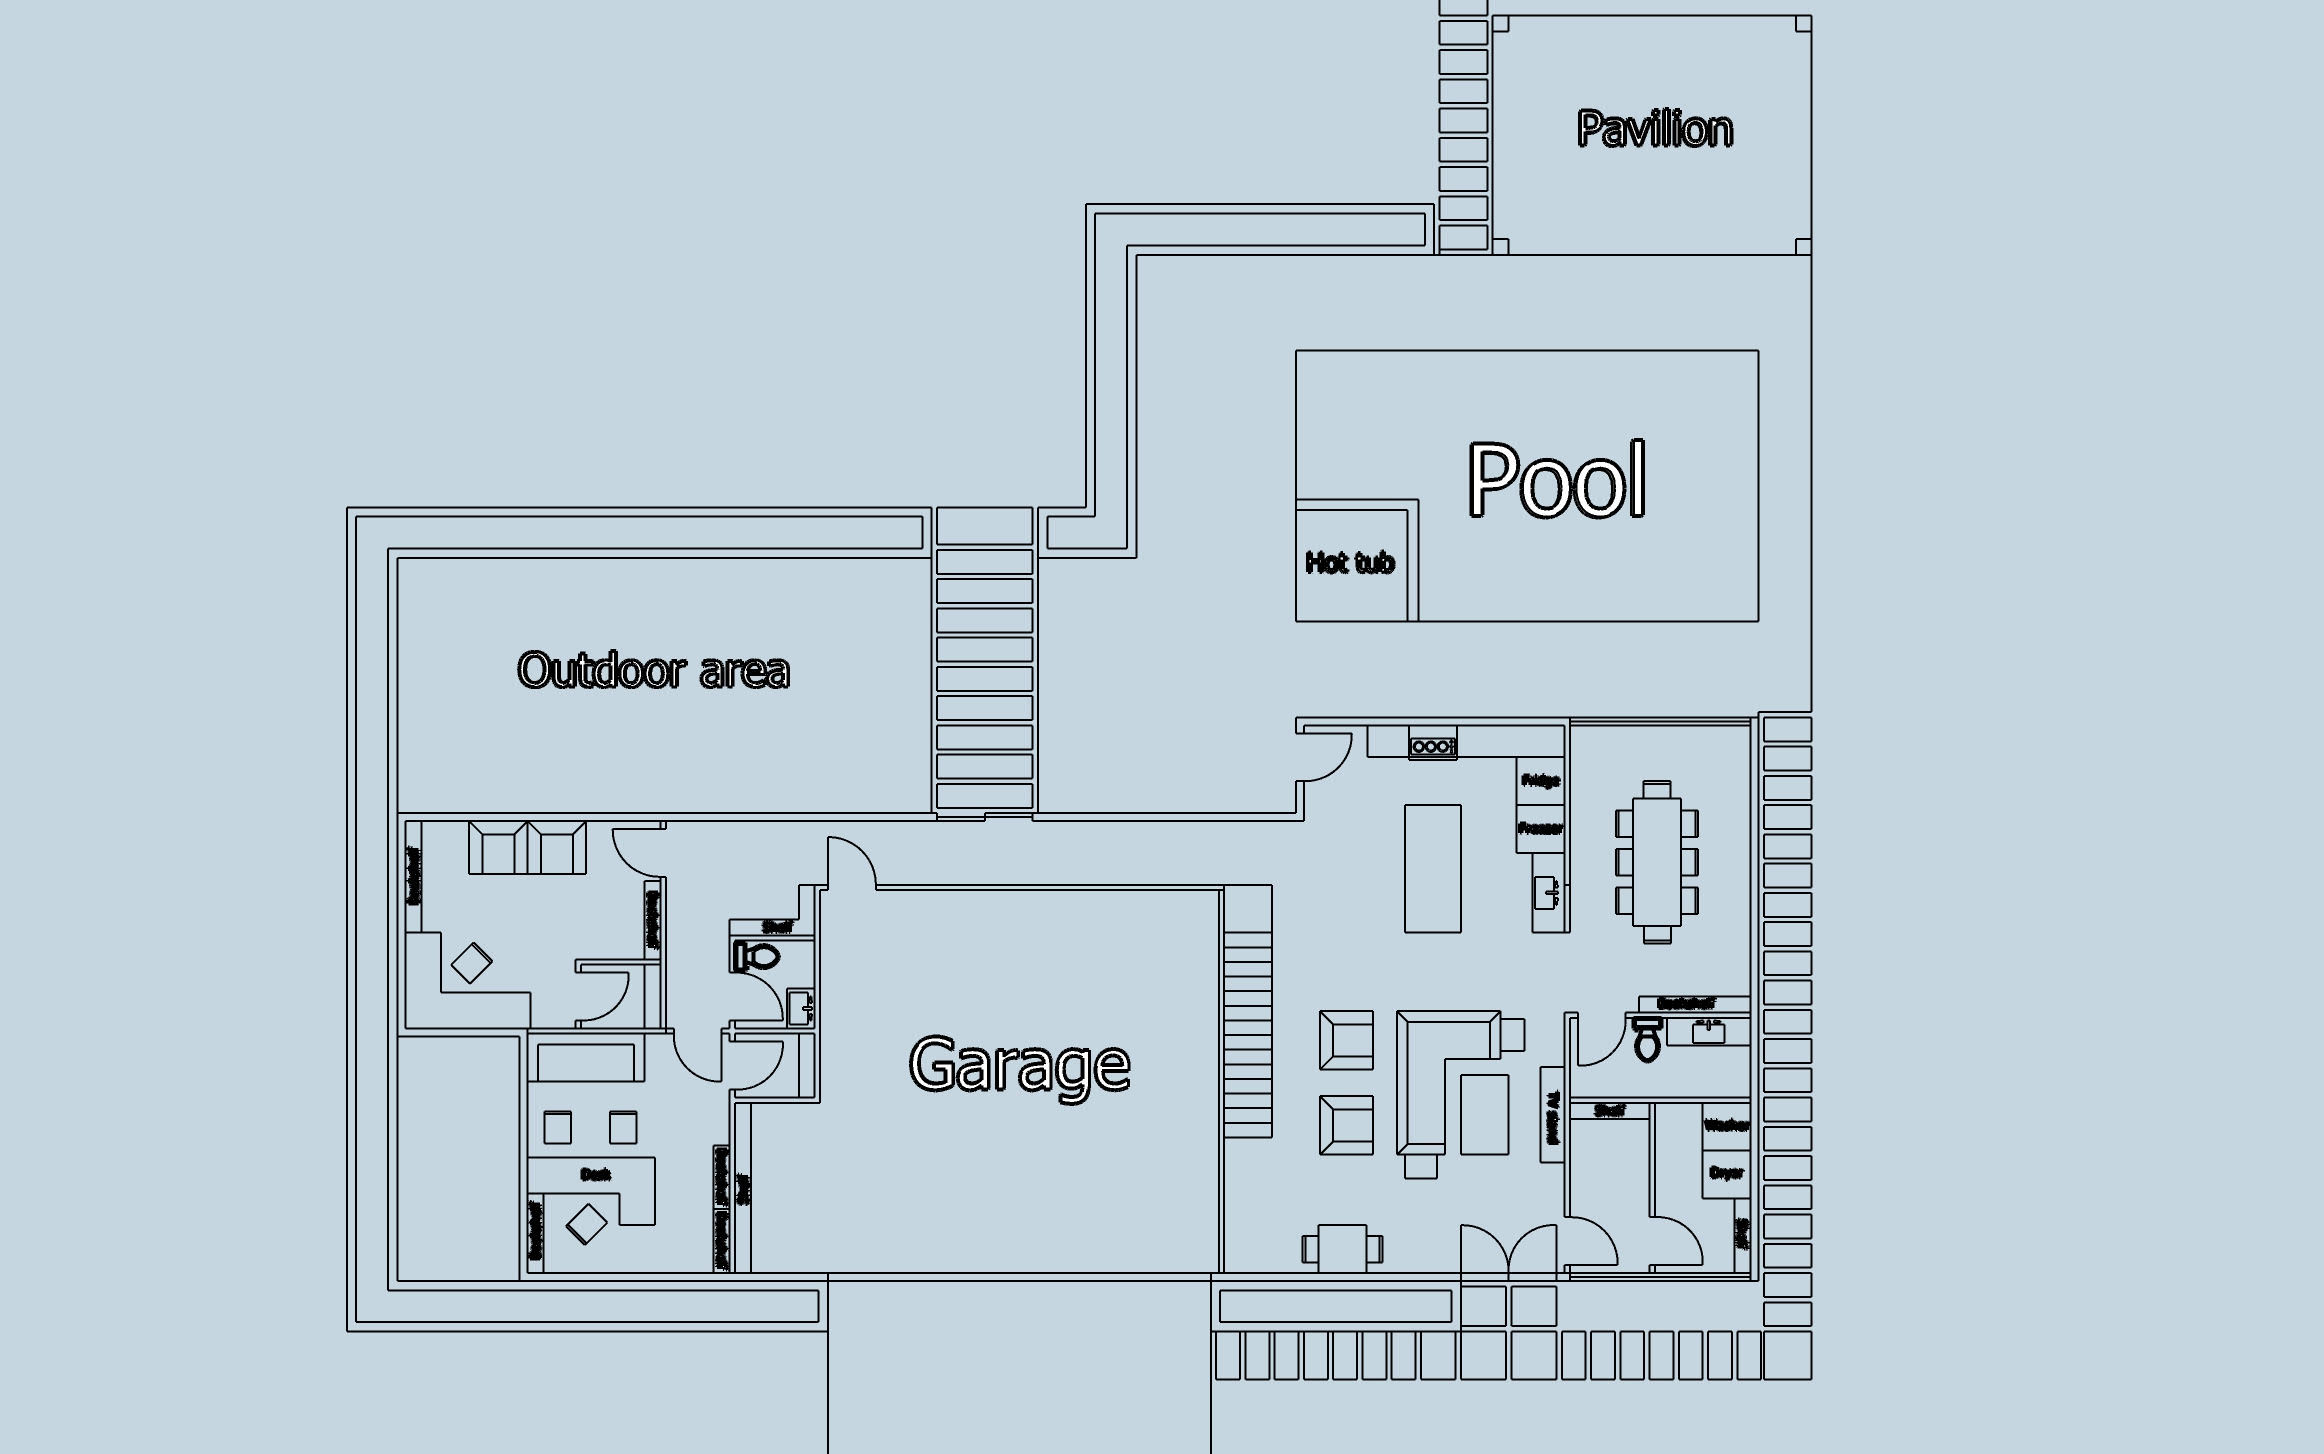 Pavilion
Pool
Hot tub
Outdoor area
Fridge
Freezer
Bookshelf
Bookshelf
Shelf
Bookshelf
Garage
TV stand
Shelf
Washer
Dryer
Desk
Bookshelf
Shelf
Bookshelf
Bookshelf
Shelf